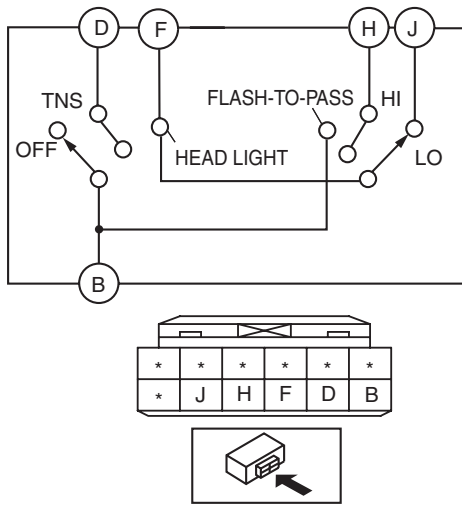 D F H J
TNS
FLASH-TO-PASS
HI
OFF
HEAD LIGHT
LO
B
* * * * * *
* J H F D B